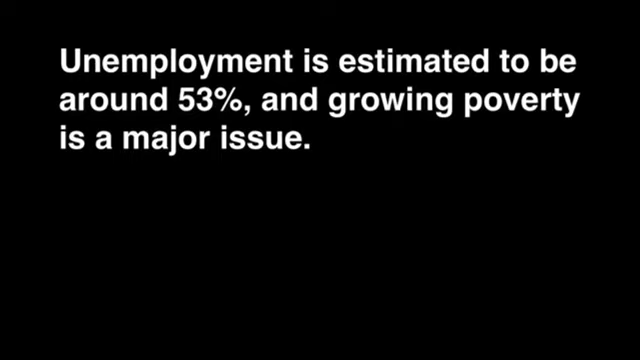 Unemployment is estimated to be
around 53%, and growing poverty
is a major issue.